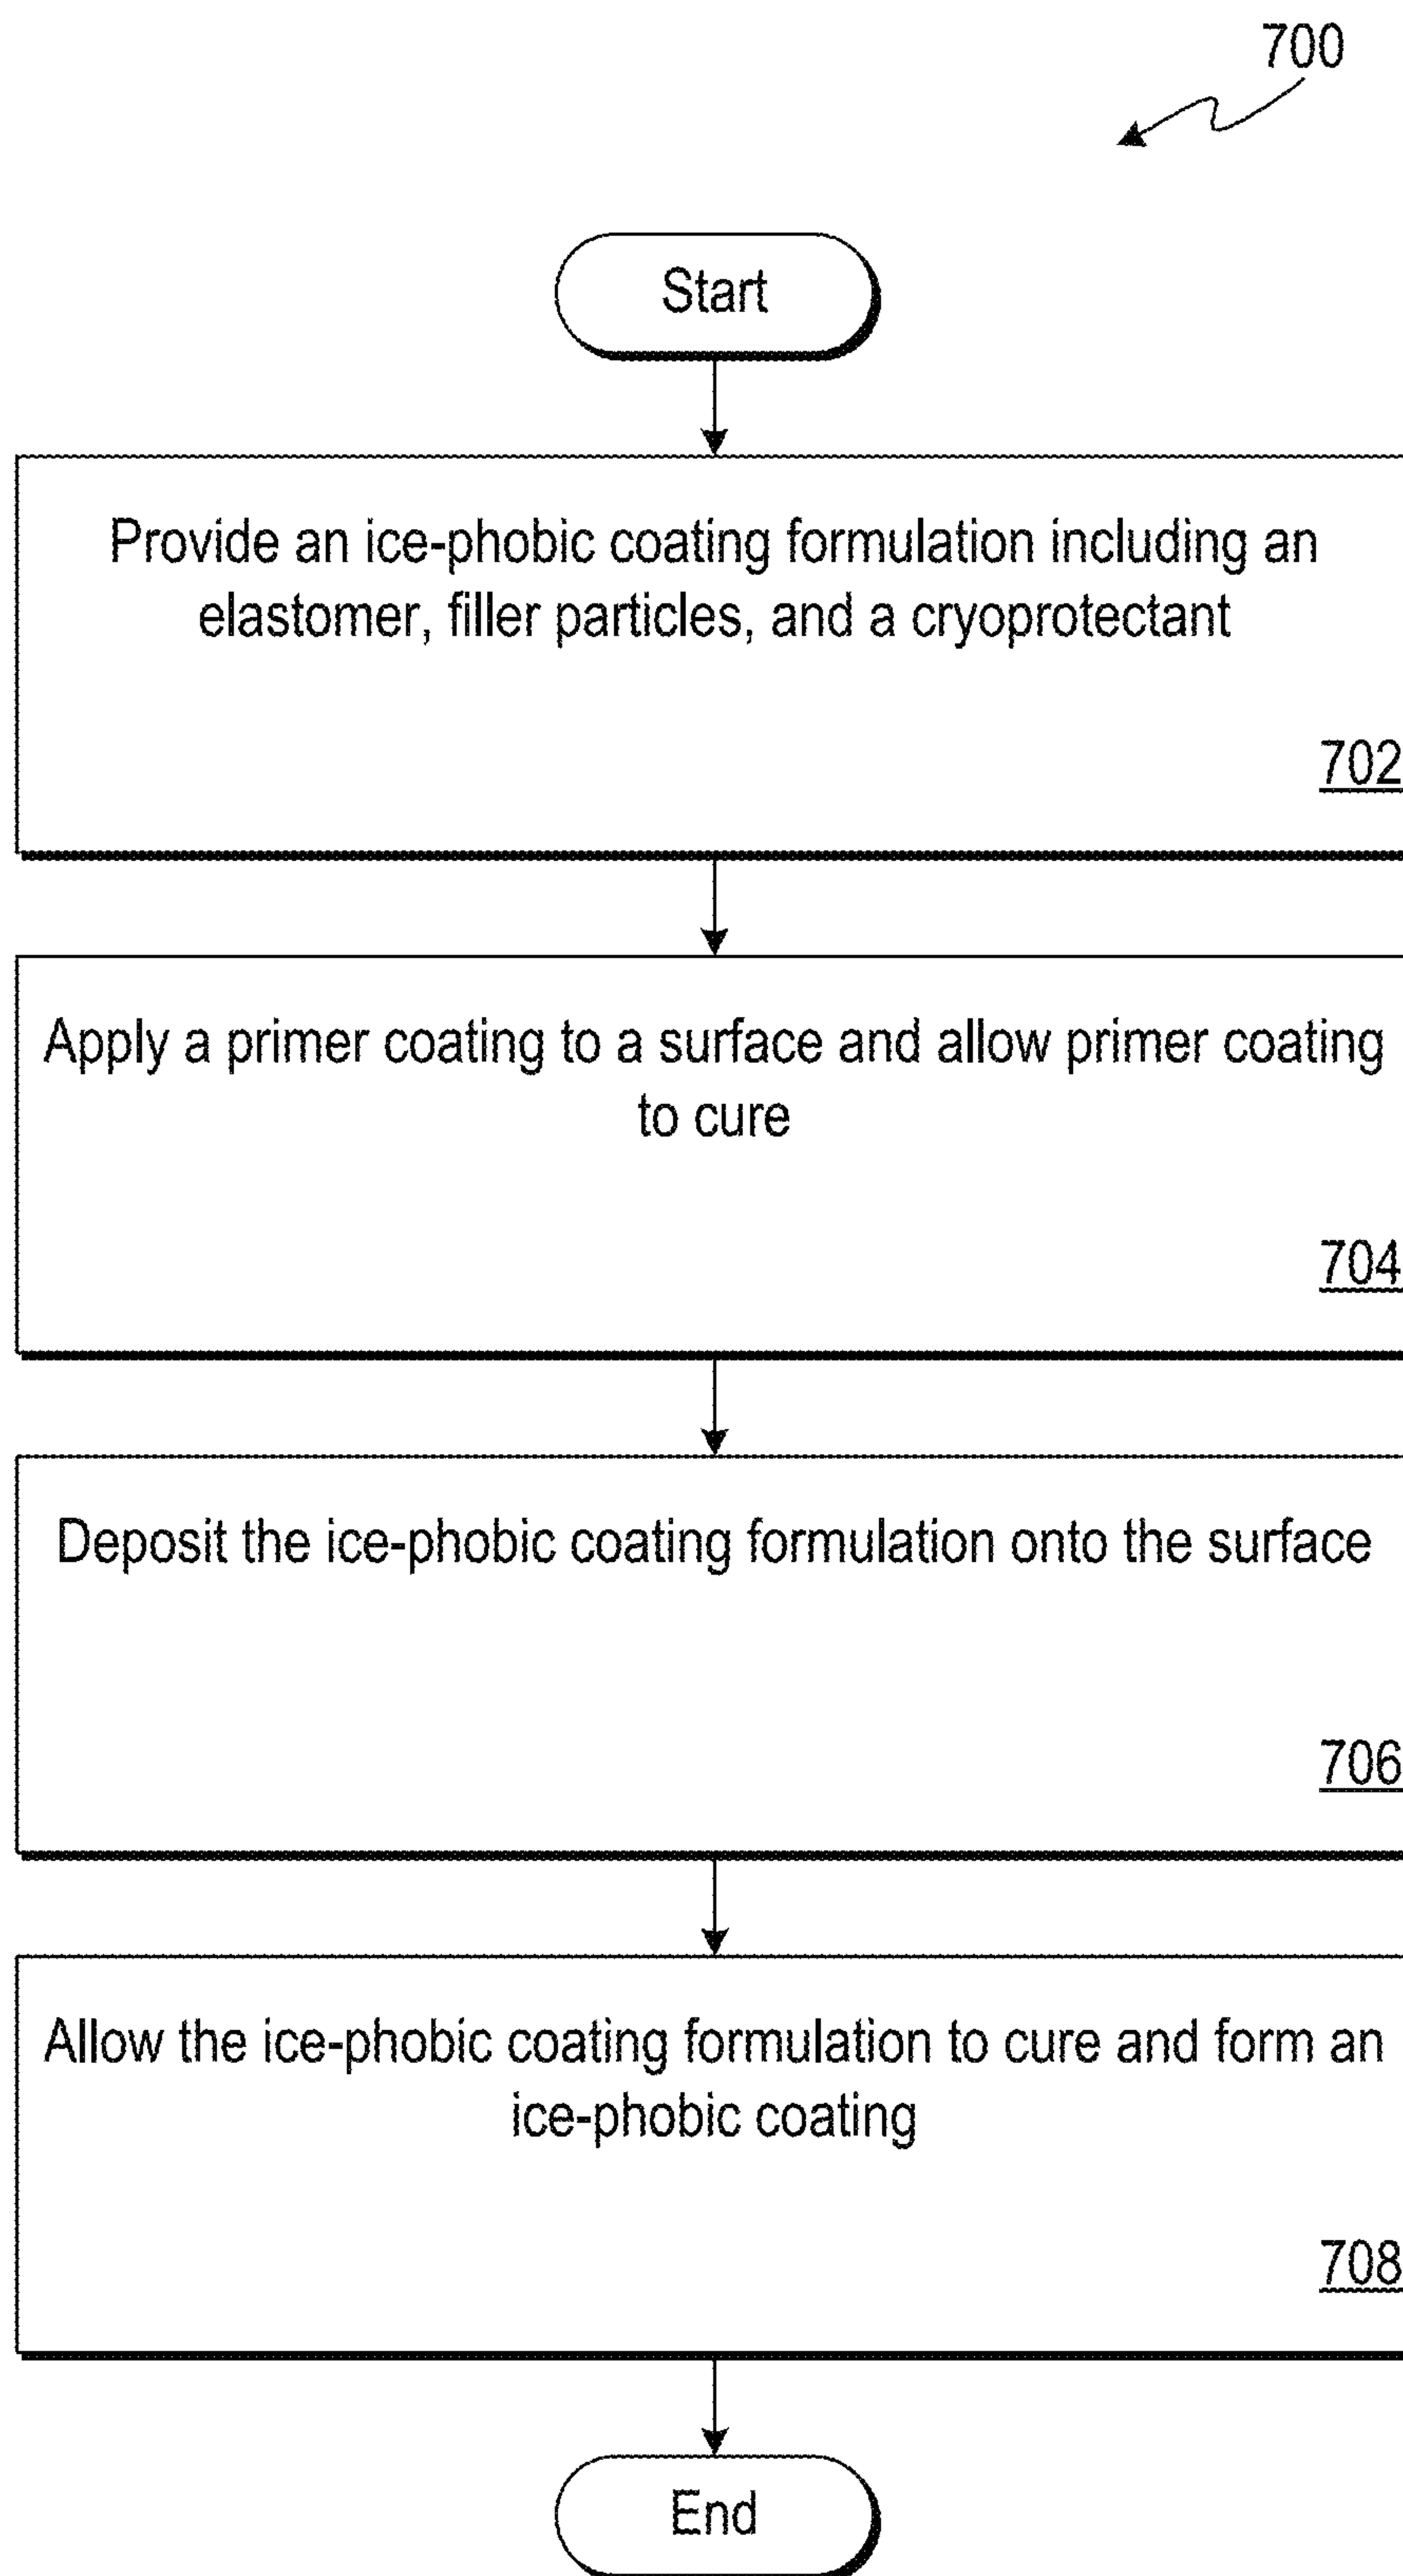 700
Start
Provide an ice-phobic coating formulation including an
elastomer, filler particles, and a cryoprotectant
702
Apply a primer coating to a surface and allow primer coating
to cure
704
Deposit the ice-phobic coating formulation onto the surface
706
Allow the ice-phobic coating formulation to cure and form an
ice-phobic coating
708
End